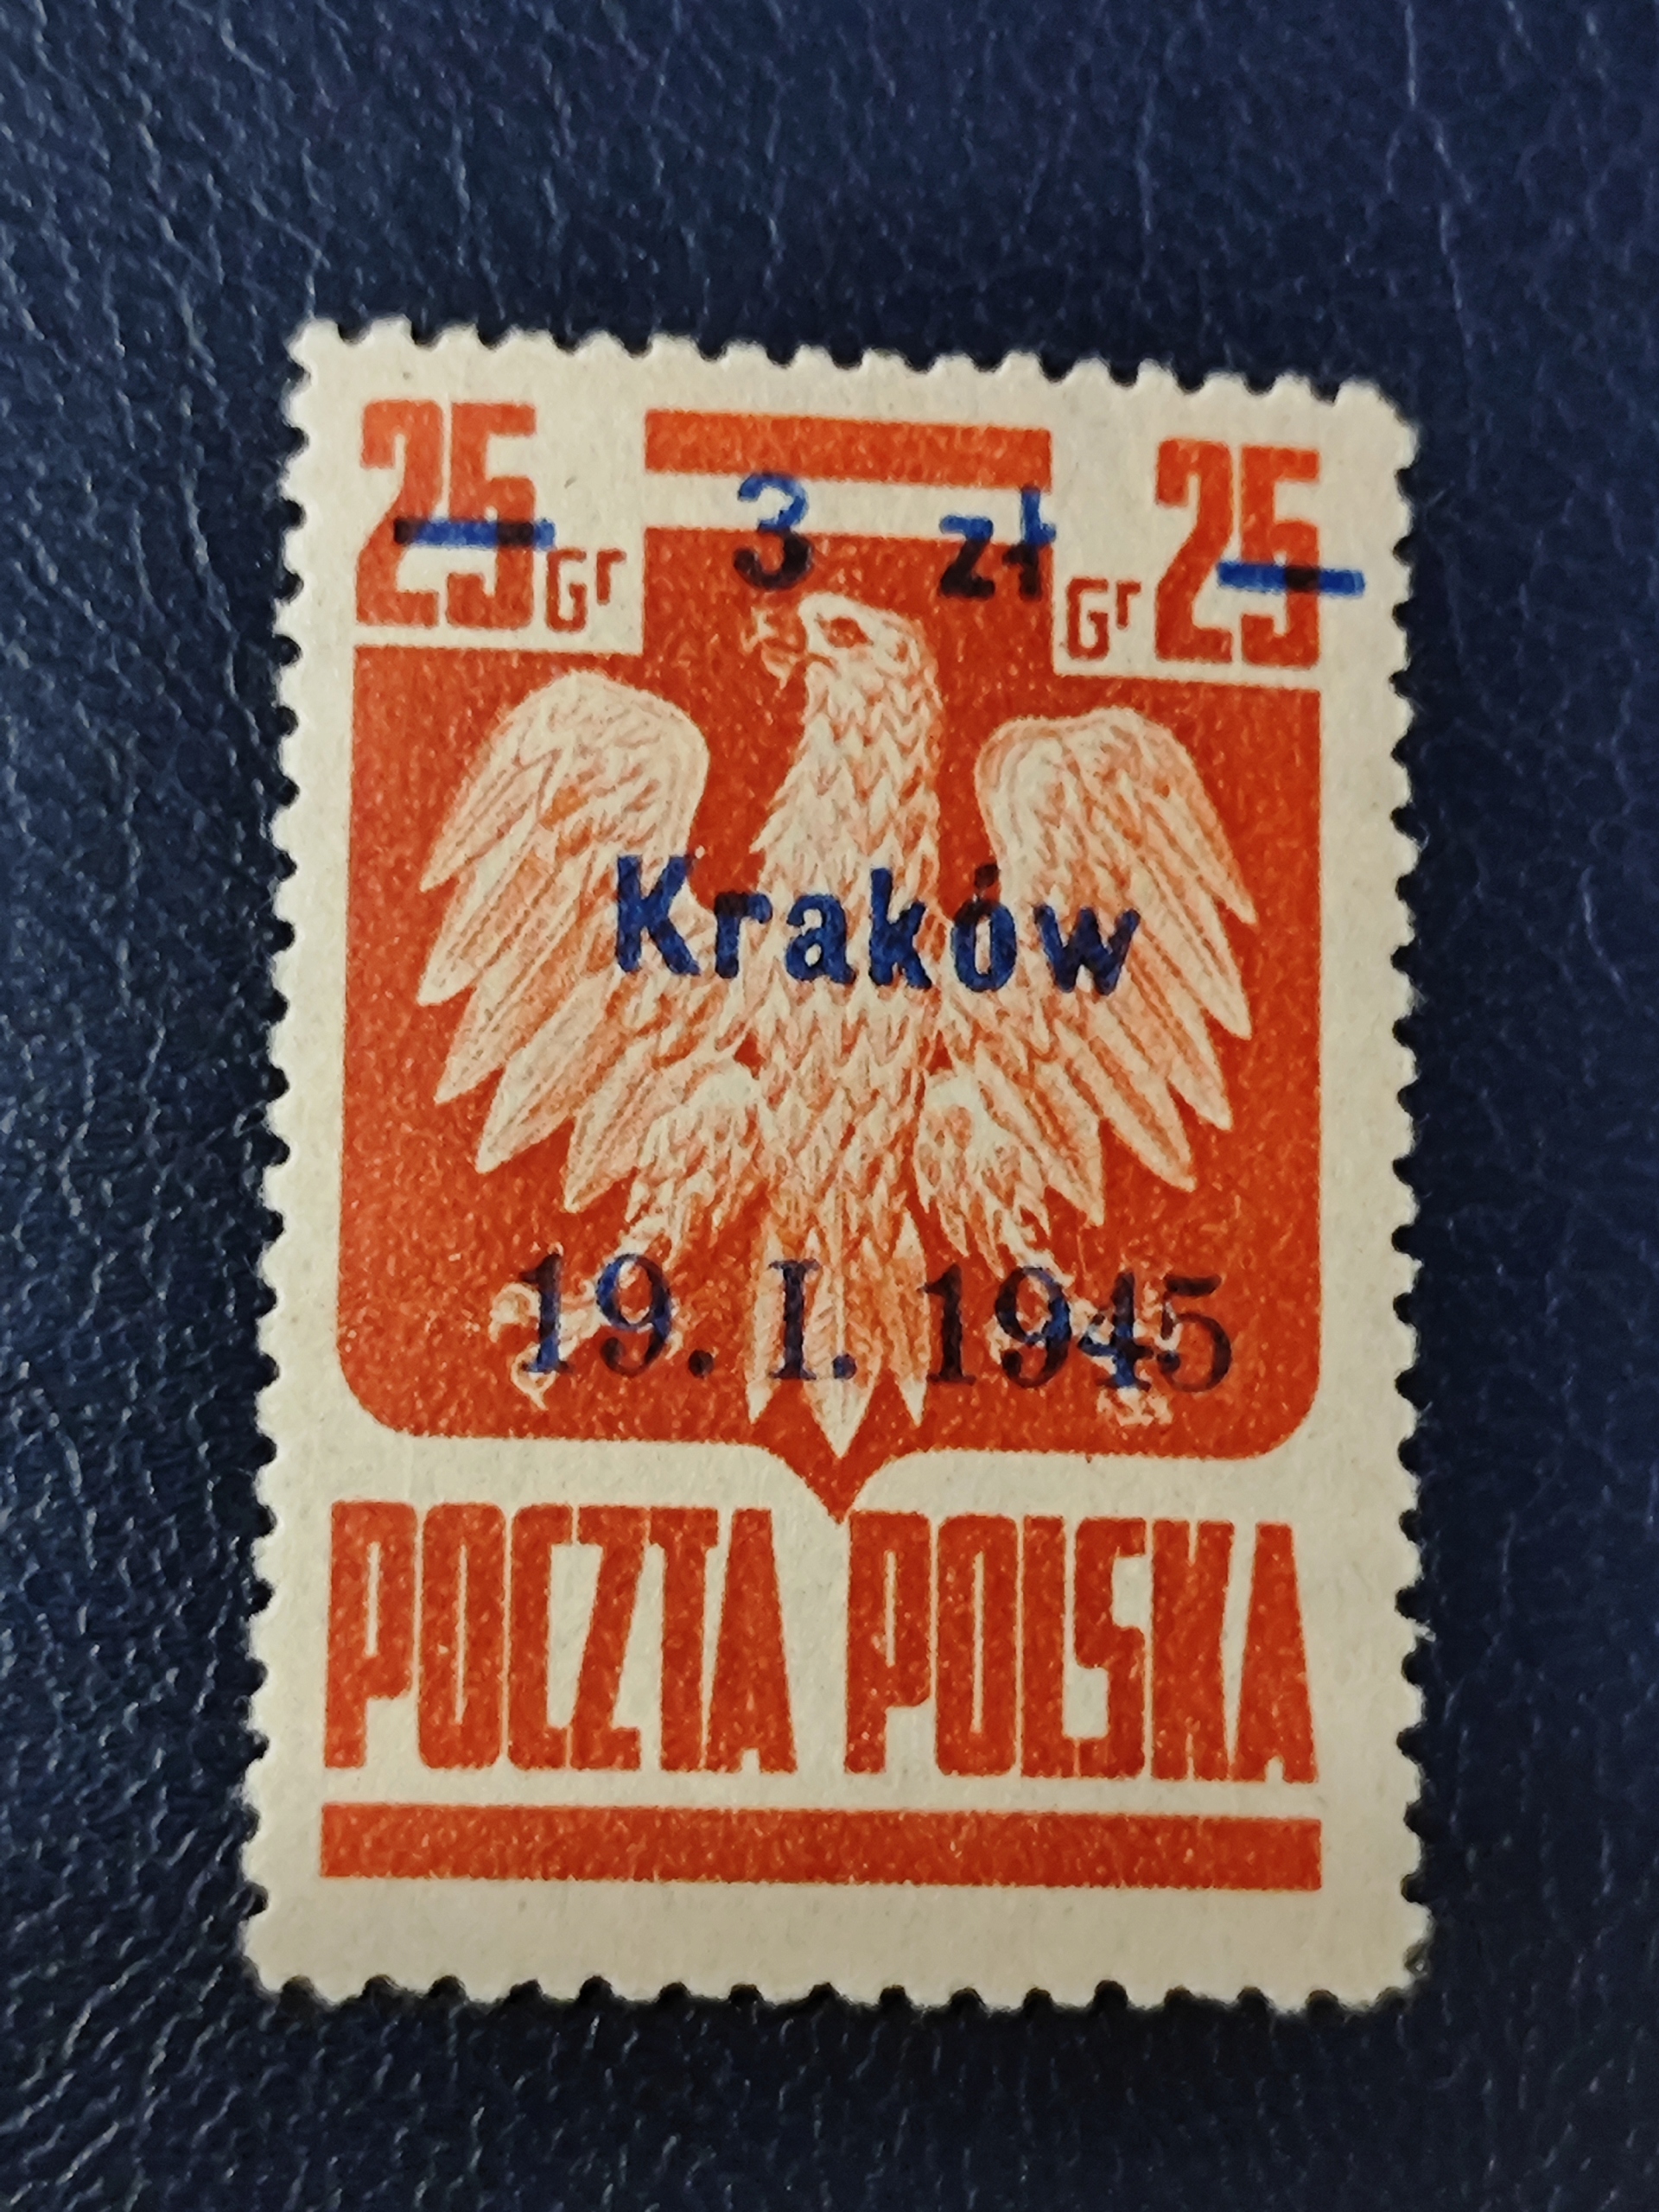 25 Gr 3 zł Gr 25
Kraków
19. I. 1945
POCZTA POLSKA